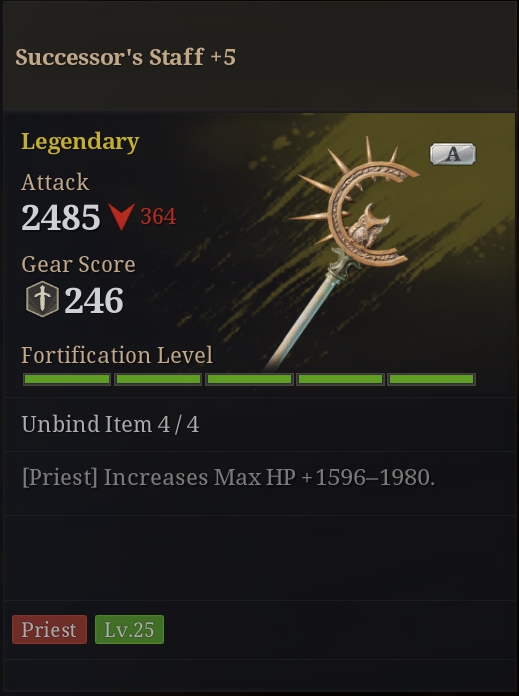 Successor's Staff +5
Legendary
A
Attack
2485 364
Gear Score
246
Fortification Level
Unbind Item 4 / 4
[Priest] Increases Max HP +1596–1980.
Priest Lv.25